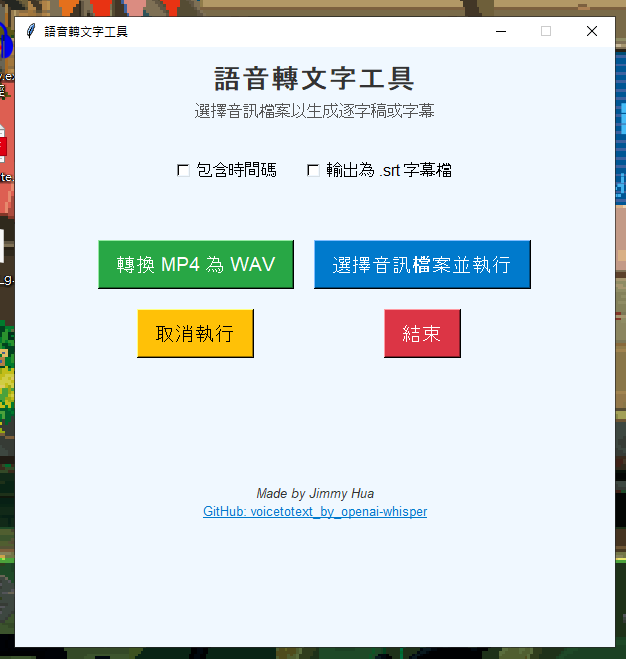 語音轉文字工具
語音轉文字工具
選擇音訊檔案以生成逐字稿或字幕
包含時間碼
輸出為 .srt 字幕檔
轉換 MP4 為 WAV
選擇音訊檔案並執行
取消執行
結束
Made by Jimmy Hua
GitHub: voicetotext_by_openai-whisper